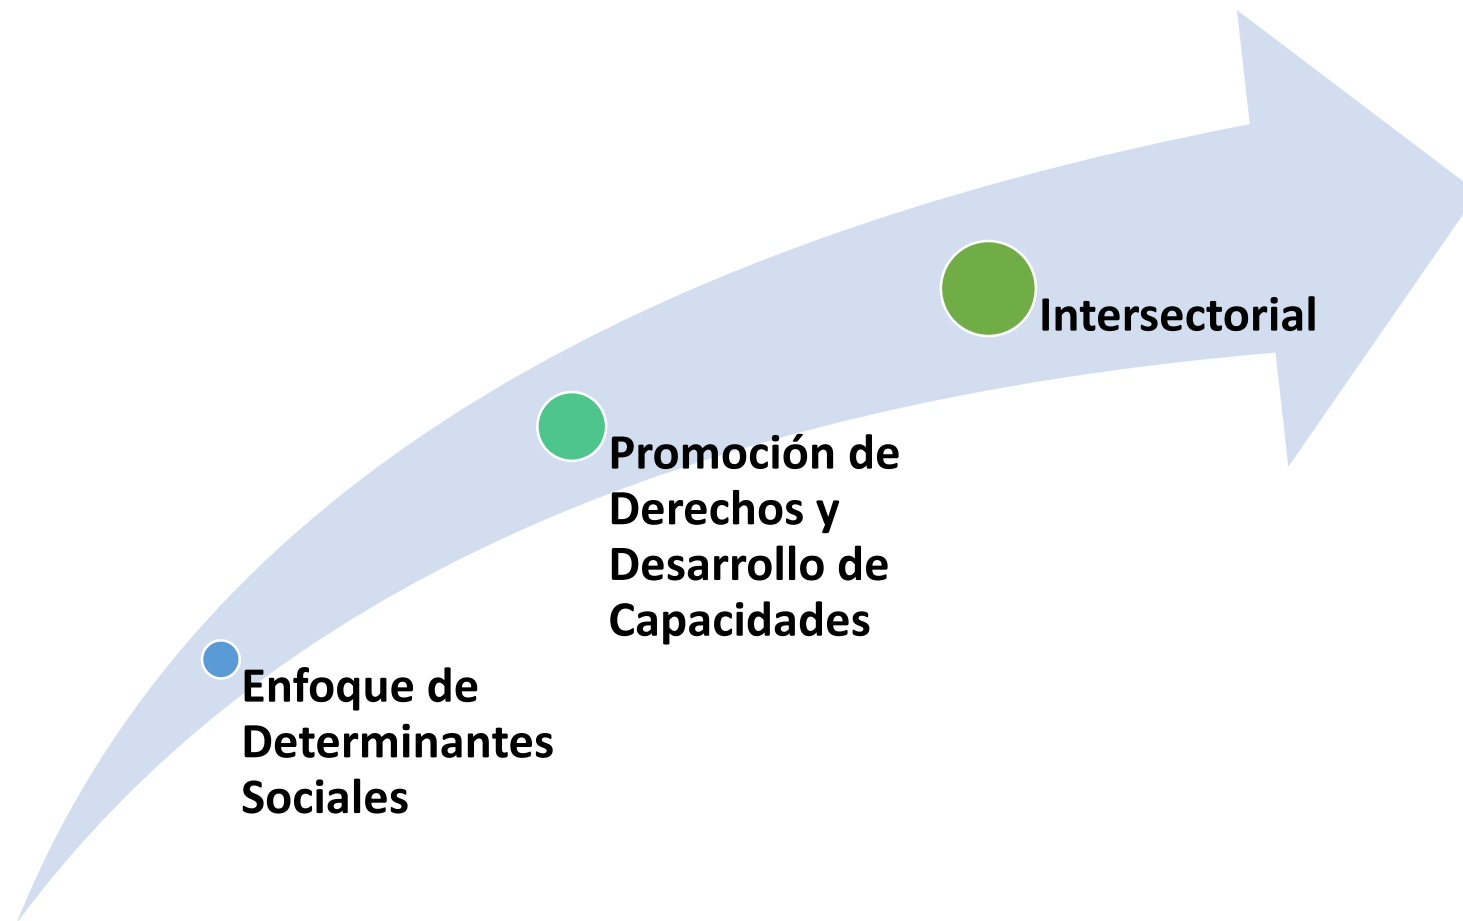 Intersectorial
Promoción de
Derechos y
Desarrollo de
Capacidades
Enfoque de
Determinantes
Sociales